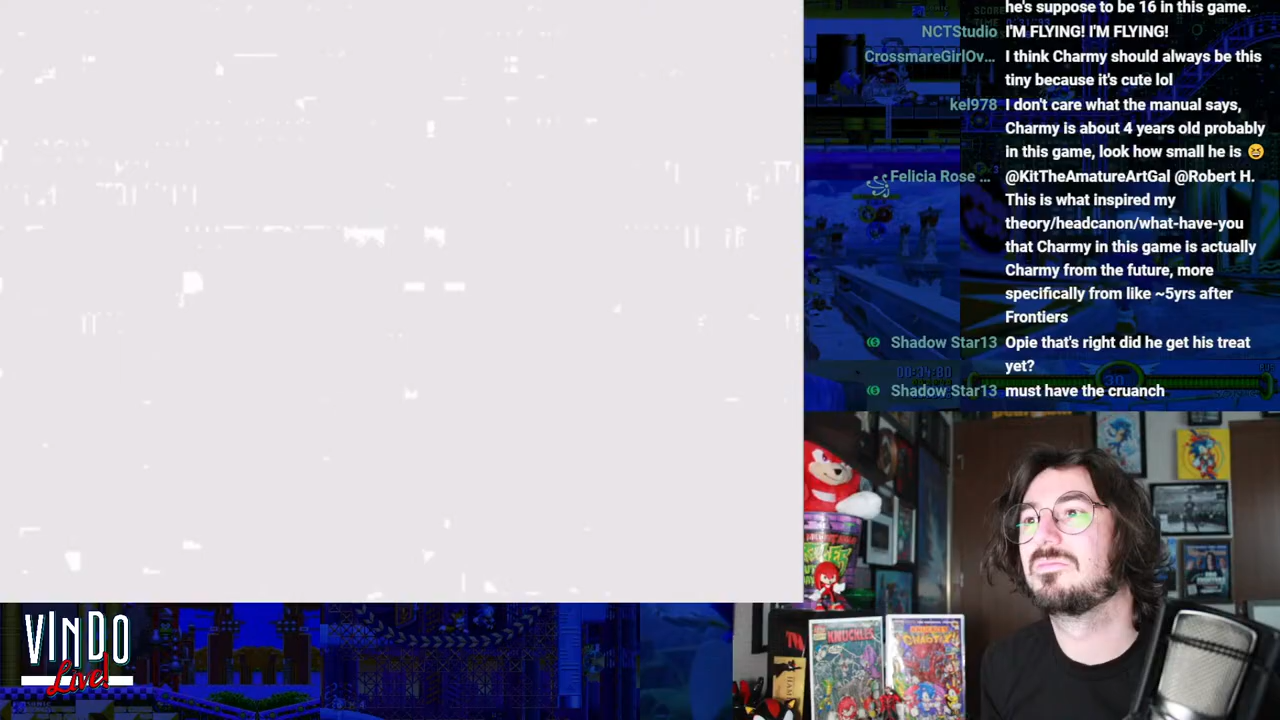 he's suppose to be 16 in this game.
NCTStudio I'M FLYING! I'M FLYING!
CrossmareGirlOv… I think Charmy should always be this
tiny because it's cute lol
kel978 I don't care what the manual says,
Charmy is about 4 years old probably
in this game, look how small he is 😆
Felicia Rose … @KitTheAmatureArtGal @Robert H.
This is what inspired my
theory/headcanon/what-have-you
that Charmy in this game is actually
Charmy from the future, more
specifically from like ~5yrs after
Frontiers
Shadow Star13 Opie that's right did he get his treat
yet?
Shadow Star13 must have the cruanch
VINDO
Live!
KNUCKLES
CHAOTIX!